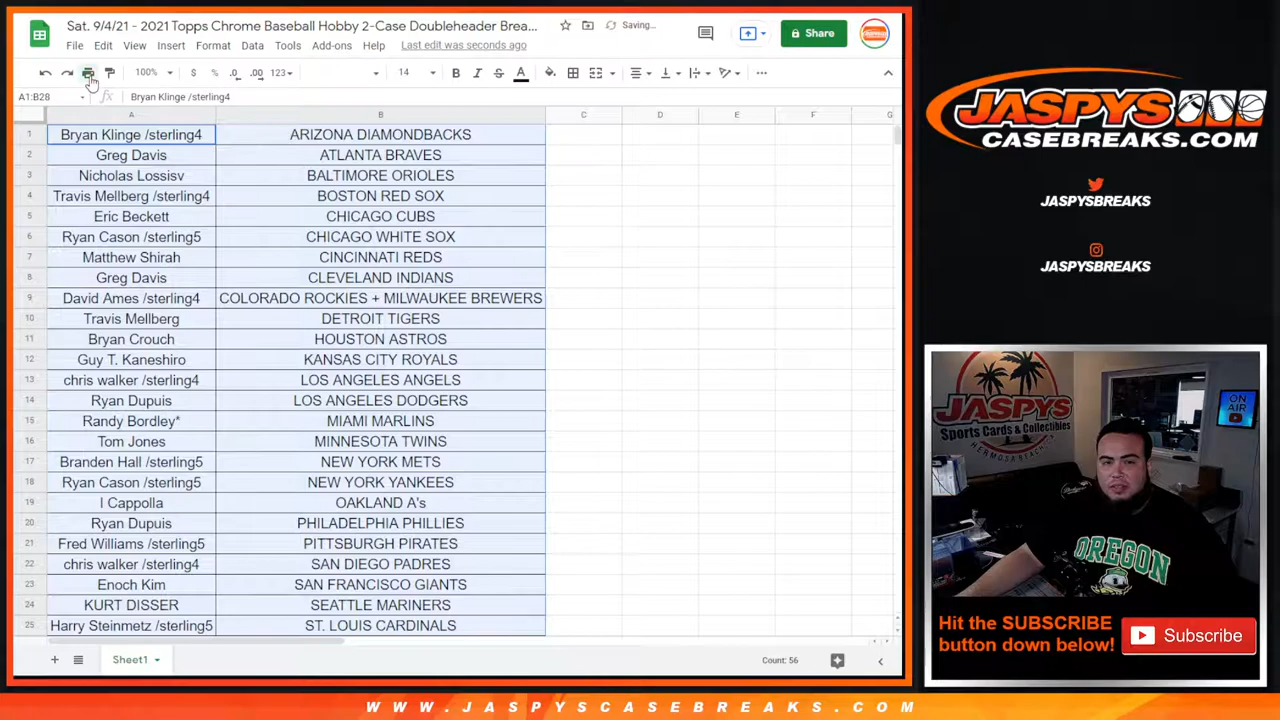 Sat. 9/4/21 - 2021 Topps Chrome Baseball Hobby 2-Case Doubleheader Brea... Saving...
File Edit View Insert Format Data Tools Add-ons Help Last edit was seconds ago
Share
100% $ % .0 .00 123 14 B I S A
A1:B28 fx Bryan Klinge /sterling4
A B C D E F G
1 Bryan Klinge /sterling4 ARIZONA DIAMONDBACKS
2 Greg Davis ATLANTA BRAVES
3 Nicholas Lossisv BALTIMORE ORIOLES
4 Travis Mellberg /sterling4 BOSTON RED SOX
5 Eric Beckett CHICAGO CUBS
6 Ryan Cason /sterling5 CHICAGO WHITE SOX
7 Matthew Shirah CINCINNATI REDS
8 Greg Davis CLEVELAND INDIANS
9 David Ames /sterling4 COLORADO ROCKIES + MILWAUKEE BREWERS
10 Travis Mellberg DETROIT TIGERS
11 Bryan Crouch HOUSTON ASTROS
12 Guy T. Kaneshiro KANSAS CITY ROYALS
13 chris walker /sterling4 LOS ANGELES ANGELS
14 Ryan Dupuis LOS ANGELES DODGERS
15 Randy Bordley* MIAMI MARLINS
16 Tom Jones MINNESOTA TWINS
17 Branden Hall /sterling5 NEW YORK METS
18 Ryan Cason /sterling5 NEW YORK YANKEES
19 I Cappolla OAKLAND A's
20 Ryan Dupuis PHILADELPHIA PHILLIES
21 Fred Williams /sterling5 PITTSBURGH PIRATES
22 chris walker /sterling4 SAN DIEGO PADRES
23 Enoch Kim SAN FRANCISCO GIANTS
24 KURT DISSER SEATTLE MARINERS
25 Harry Steinmetz /sterling5 ST. LOUIS CARDINALS
Sheet1
Count: 56
JASPYS
CASEBREAKS.COM
JASPYSBREAKS
JASPYSBREAKS
JASPYS
Sports Cards & Collectibles
HERMOSA BEACH
ON AIR
OREGON
Hit the SUBSCRIBE
button down below!
Subscribe
WWW.JASPYSCASEBREAKS.COM